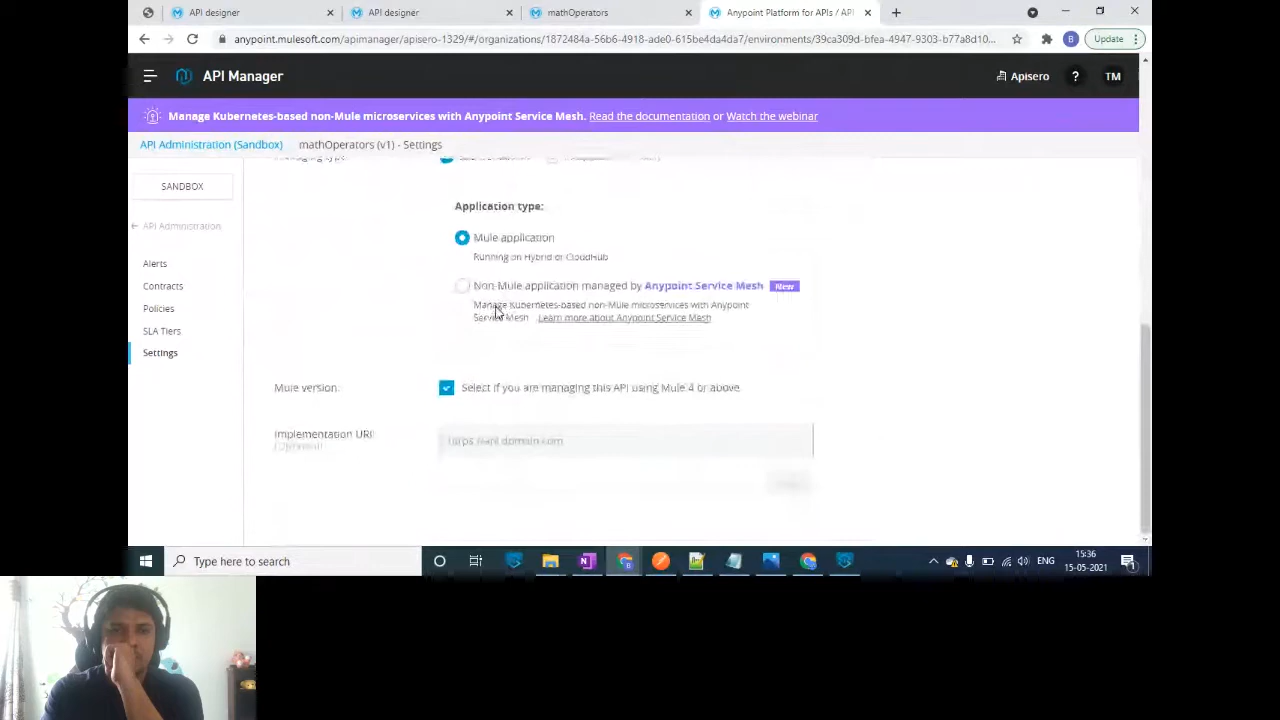 API designer
API designer
mathOperators
Anypoint Platform for APIs / API
anypoint.mulesoft.com/apimanager/apisero-1329/#/organizations/1872484a-56b6-4918-ade0-615be4da4da7/environments/39ca309d-bfea-4947-9303-b77a8d10...
B
Update
API Manager
Apisero
?
TM
Manage Kubernetes-based non-Mule microservices with Anypoint Service Mesh. Read the documentation or Watch the webinar
API Administration (Sandbox)
mathOperators (v1) - Settings
SANDBOX
API Administration
Alerts
Contracts
Policies
SLA Tiers
Settings
Application type:
Mule application
Running on Hybrid or CloudHub
Non-Mule application managed by Anypoint Service Mesh New
Manage Kubernetes-based non-Mule microservices with Anypoint
Service Mesh Learn more about Anypoint Service Mesh
Mule version:
Select if you are managing this API using Mule 4 or above
Implementation URI
(Optional)
Type here to search
ENG
15:36
15-05-2021